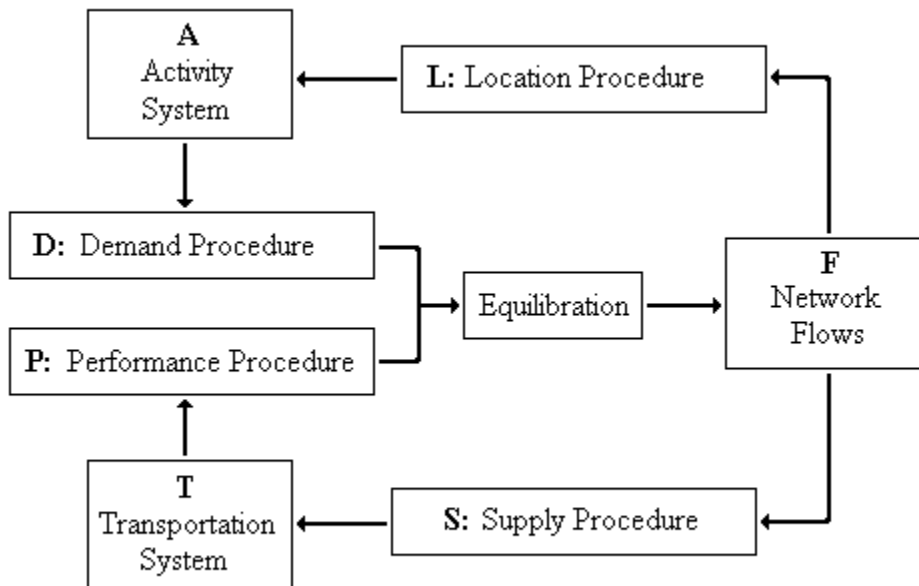 A
Activity
System
L: Location Procedure
D: Demand Procedure
F
Network
Flows
Equilibration
P: Performance Procedure
T
Transportation
System
S: Supply Procedure